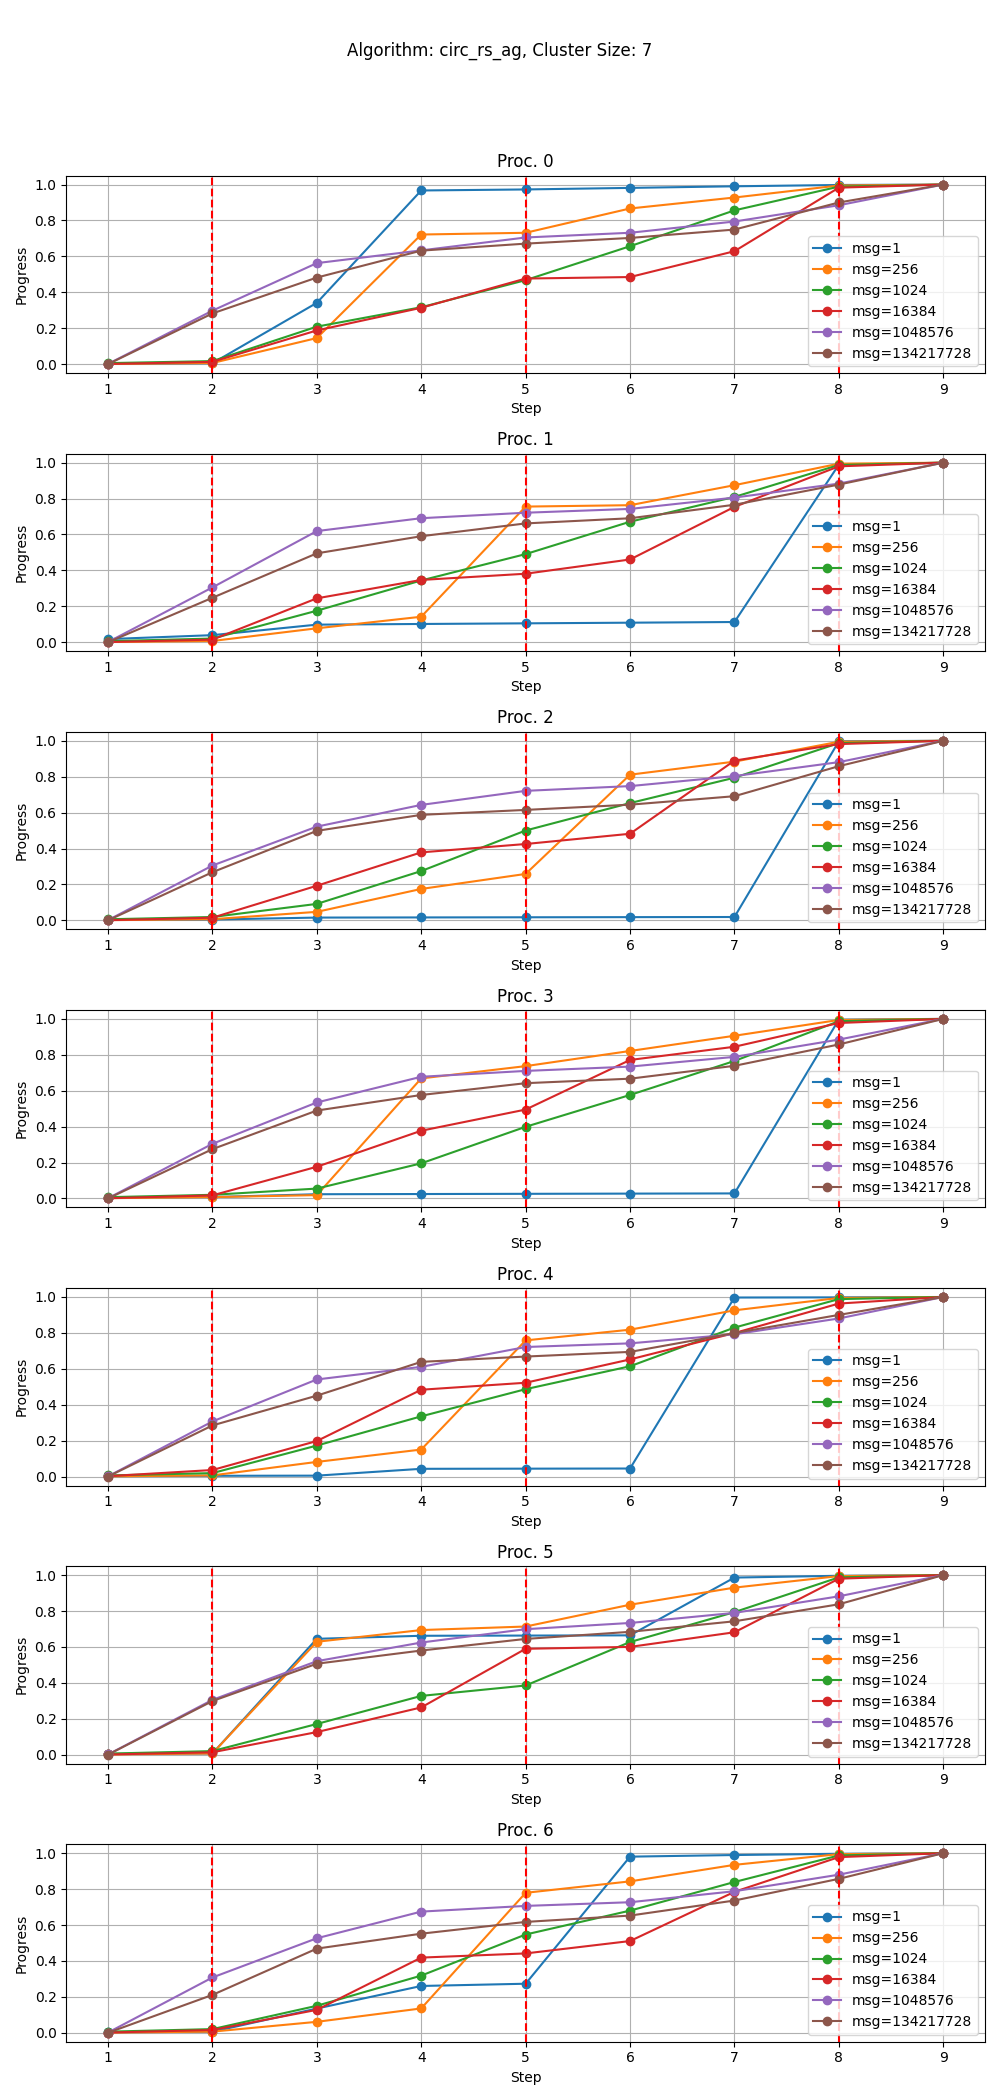 Algorithm: circ_rs_ag, Cluster Size: 7
Proc. 0
Progress
1.0
0.8
0.6
0.4
0.2
0.0
msg=1
msg=256
msg=1024
msg=16384
msg=1048576
msg=134217728
1 2 3 4 5 6 7 8 9
Step
Proc. 1
Progress
1.0
0.8
0.6
0.4
0.2
0.0
msg=1
msg=256
msg=1024
msg=16384
msg=1048576
msg=134217728
1 2 3 4 5 6 7 8 9
Step
Proc. 2
Progress
1.0
0.8
0.6
0.4
0.2
0.0
msg=1
msg=256
msg=1024
msg=16384
msg=1048576
msg=134217728
1 2 3 4 5 6 7 8 9
Step
Proc. 3
Progress
1.0
0.8
0.6
0.4
0.2
0.0
msg=1
msg=256
msg=1024
msg=16384
msg=1048576
msg=134217728
1 2 3 4 5 6 7 8 9
Step
Proc. 4
Progress
1.0
0.8
0.6
0.4
0.2
0.0
msg=1
msg=256
msg=1024
msg=16384
msg=1048576
msg=134217728
1 2 3 4 5 6 7 8 9
Step
Proc. 5
Progress
1.0
0.8
0.6
0.4
0.2
0.0
msg=1
msg=256
msg=1024
msg=16384
msg=1048576
msg=134217728
1 2 3 4 5 6 7 8 9
Step
Proc. 6
Progress
1.0
0.8
0.6
0.4
0.2
0.0
msg=1
msg=256
msg=1024
msg=16384
msg=1048576
msg=134217728
1 2 3 4 5 6 7 8 9
Step